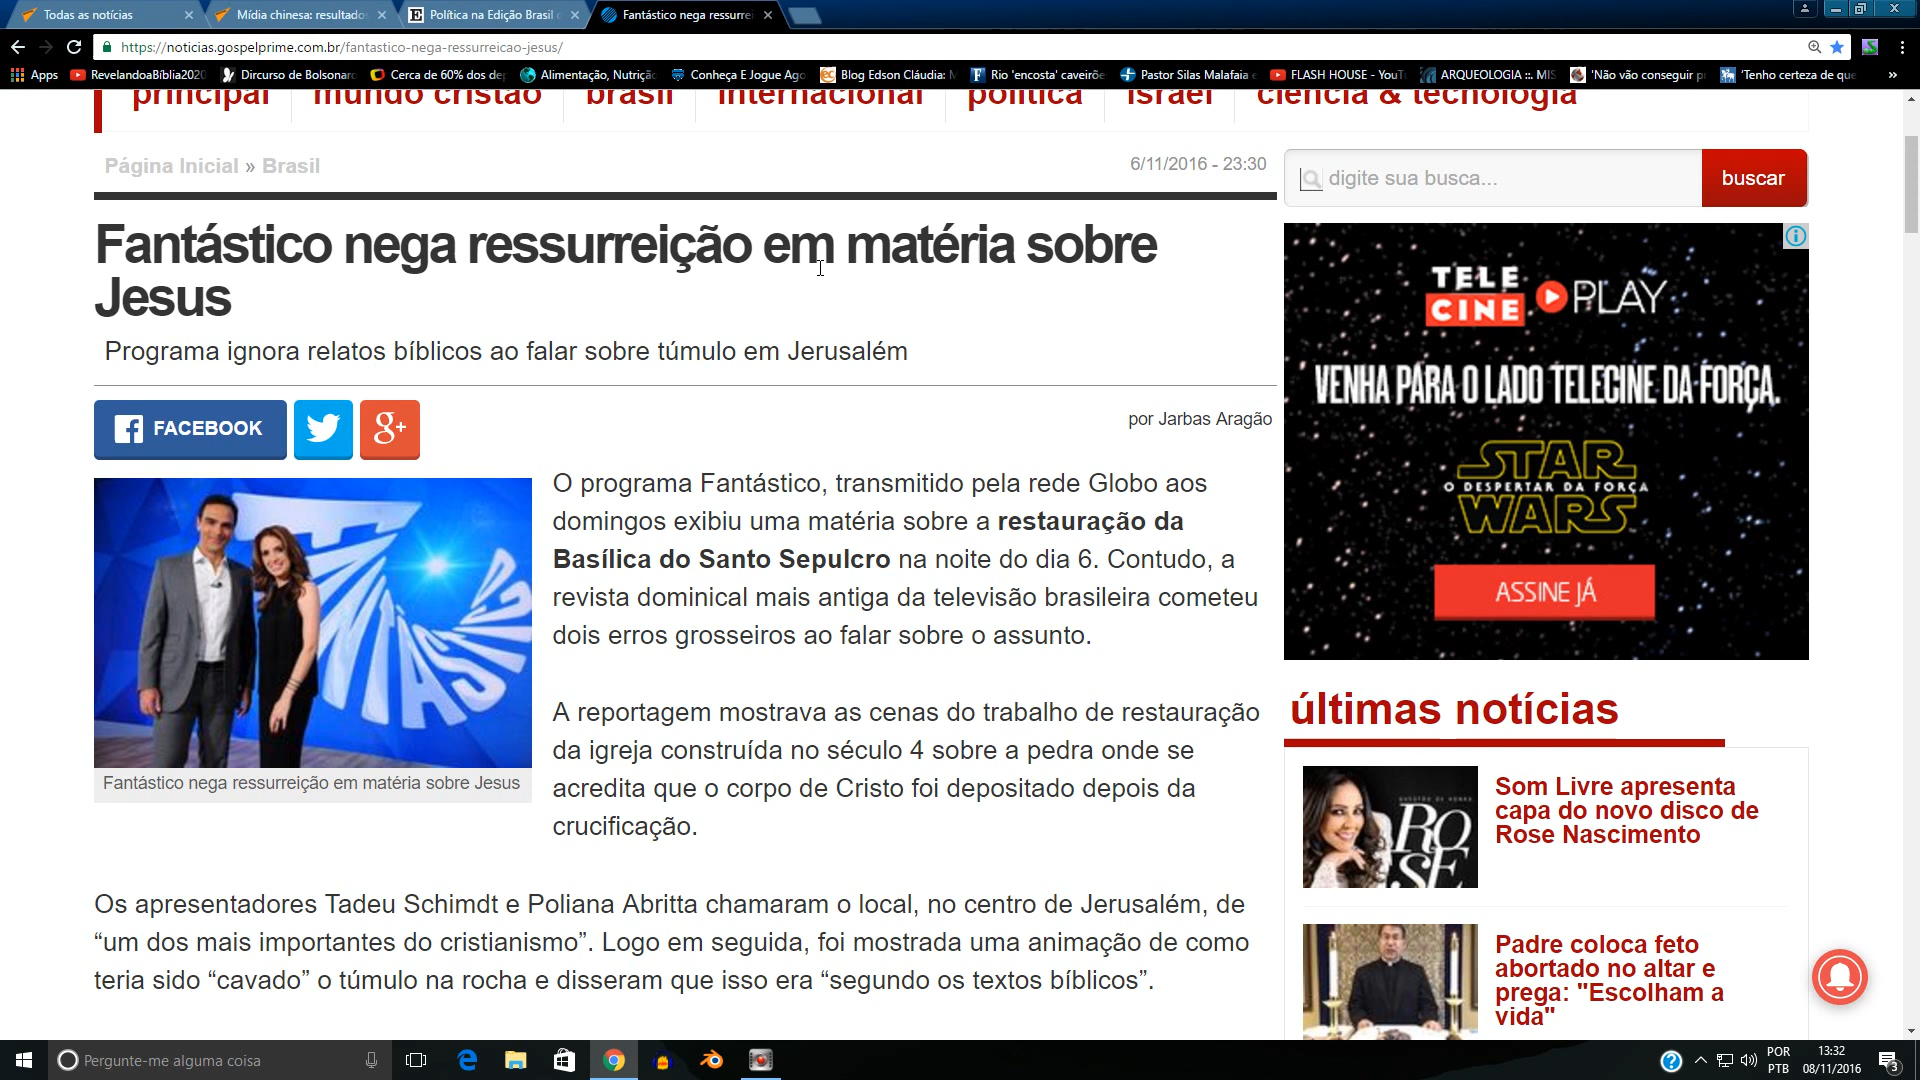 Todas as notícias
Mídia chinesa: resultados
Política na Edição Brasil
Fantástico nega ressurrei
https://noticias.gospelprime.com.br/fantastico-nega-ressurreicao-jesus/
Apps
RevelandoaBíblia2020
Dircurso de Bolsonaro
Cerca de 60% dos dep
Alimentação, Nutrição
Conheça E Jogue Ago
Blog Edson Cláudia:
Rio 'encosta' caveirõe
Pastor Silas Malafaia
FLASH HOUSE - YouT
ARQUEOLOGIA ::. MIS
'Não vão conseguir
'Tenho certeza de que
»
principal
mundo cristão
brasil
internacional
política
israel
ciência & tecnologia
Página Inicial » Brasil
6/11/2016 - 23:30
digite sua busca...
buscar
Fantástico nega ressurreição em matéria sobre
Jesus
Programa ignora relatos bíblicos ao falar sobre túmulo em Jerusalém
FACEBOOK
g+
por Jarbas Aragão
FANTÁSTICO
Fantástico nega ressurreição em matéria sobre Jesus
O programa Fantástico, transmitido pela rede Globo aos
domingos exibiu uma matéria sobre a restauração da
Basílica do Santo Sepulcro na noite do dia 6. Contudo, a
revista dominical mais antiga da televisão brasileira cometeu
dois erros grosseiros ao falar sobre o assunto.
A reportagem mostrava as cenas do trabalho de restauração
da igreja construída no século 4 sobre a pedra onde se
acredita que o corpo de Cristo foi depositado depois da
crucificação.
Os apresentadores Tadeu Schimdt e Poliana Abritta chamaram o local, no centro de Jerusalém, de
“um dos mais importantes do cristianismo”. Logo em seguida, foi mostrada uma animação de como
teria sido “cavado” o túmulo na rocha e disseram que isso era “segundo os textos bíblicos”.
TELE
CINE
PLAY
VENHA PARA O LADO TELECINE DA FORÇA.
STAR
O DESPERTAR DA FORÇA
WARS
ASSINE JÁ
últimas notícias
ROSE
Som Livre apresenta
capa do novo disco de
Rose Nascimento
Padre coloca feto
abortado no altar e
prega: "Escolham a
vida"
Pergunte-me alguma coisa
POR
PTB
13:32
08/11/2016
3